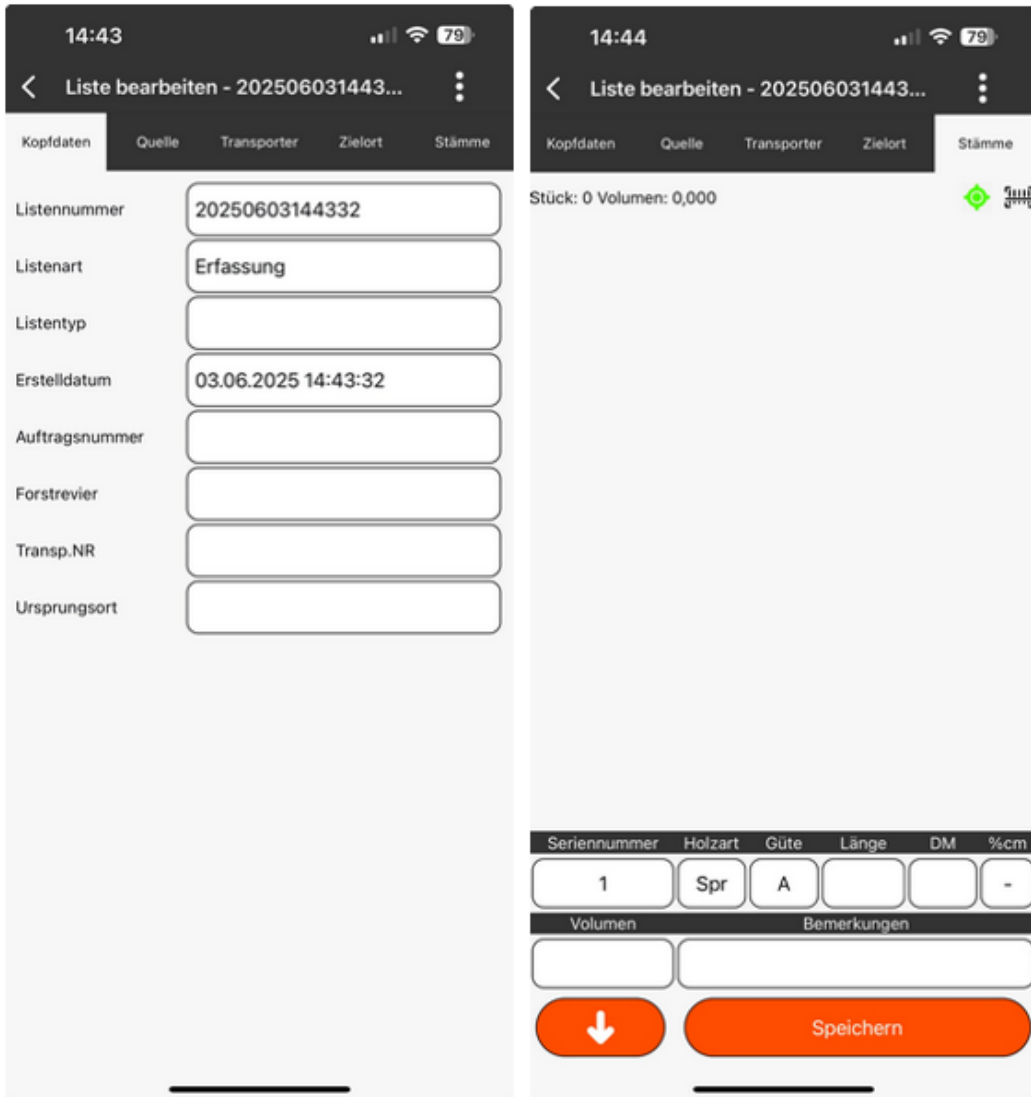 14:43
79
Liste bearbeiten - 202506031443...
Kopfdaten Quelle Transporter Zielort Stämme
Listennummer 20250603144332
Listenart Erfassung
Listentyp
Erstelldatum 03.06.2025 14:43:32
Auftragsnummer
Forstrevier
Transp.NR
Ursprungsort
14:44
79
Liste bearbeiten - 202506031443...
Kopfdaten Quelle Transporter Zielort Stämme
Stück: 0 Volumen: 0,000
Seriennummer Holzart Güte Länge DM %cm
1 Spr A -
Volumen Bemerkungen
Speichern